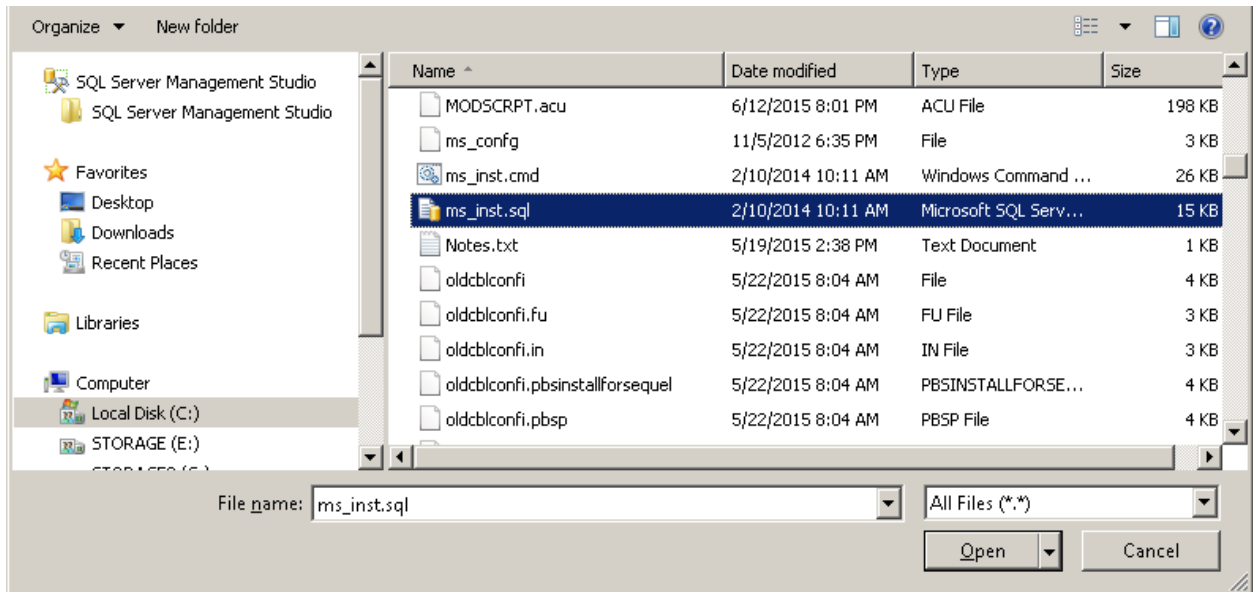 Organize New folder
SQL Server Management Studio
SQL Server Management Studio
Favorites
Desktop
Downloads
Recent Places
Libraries
Computer
Local Disk (C:)
STORAGE (E:)
Name Date modified Type Size
MODSCRPT.acu 6/12/2015 8:01 PM ACU File 198 KB
ms_confg 11/5/2012 6:35 PM File 3 KB
ms_inst.cmd 2/10/2014 10:11 AM Windows Command ... 26 KB
ms_inst.sql 2/10/2014 10:11 AM Microsoft SQL Serv... 15 KB
Notes.txt 5/19/2015 2:38 PM Text Document 1 KB
oldcblconfi 5/22/2015 8:04 AM File 4 KB
oldcblconfi.fu 5/22/2015 8:04 AM FU File 3 KB
oldcblconfi.in 5/22/2015 8:04 AM IN File 3 KB
oldcblconfi.pbsinstallforsequel 5/22/2015 8:04 AM PBSINSTALLFORSE... 4 KB
oldcblconfi.pbsp 5/22/2015 8:04 AM PBSP File 4 KB
File name: ms_inst.sql All Files (*.*)
Open Cancel